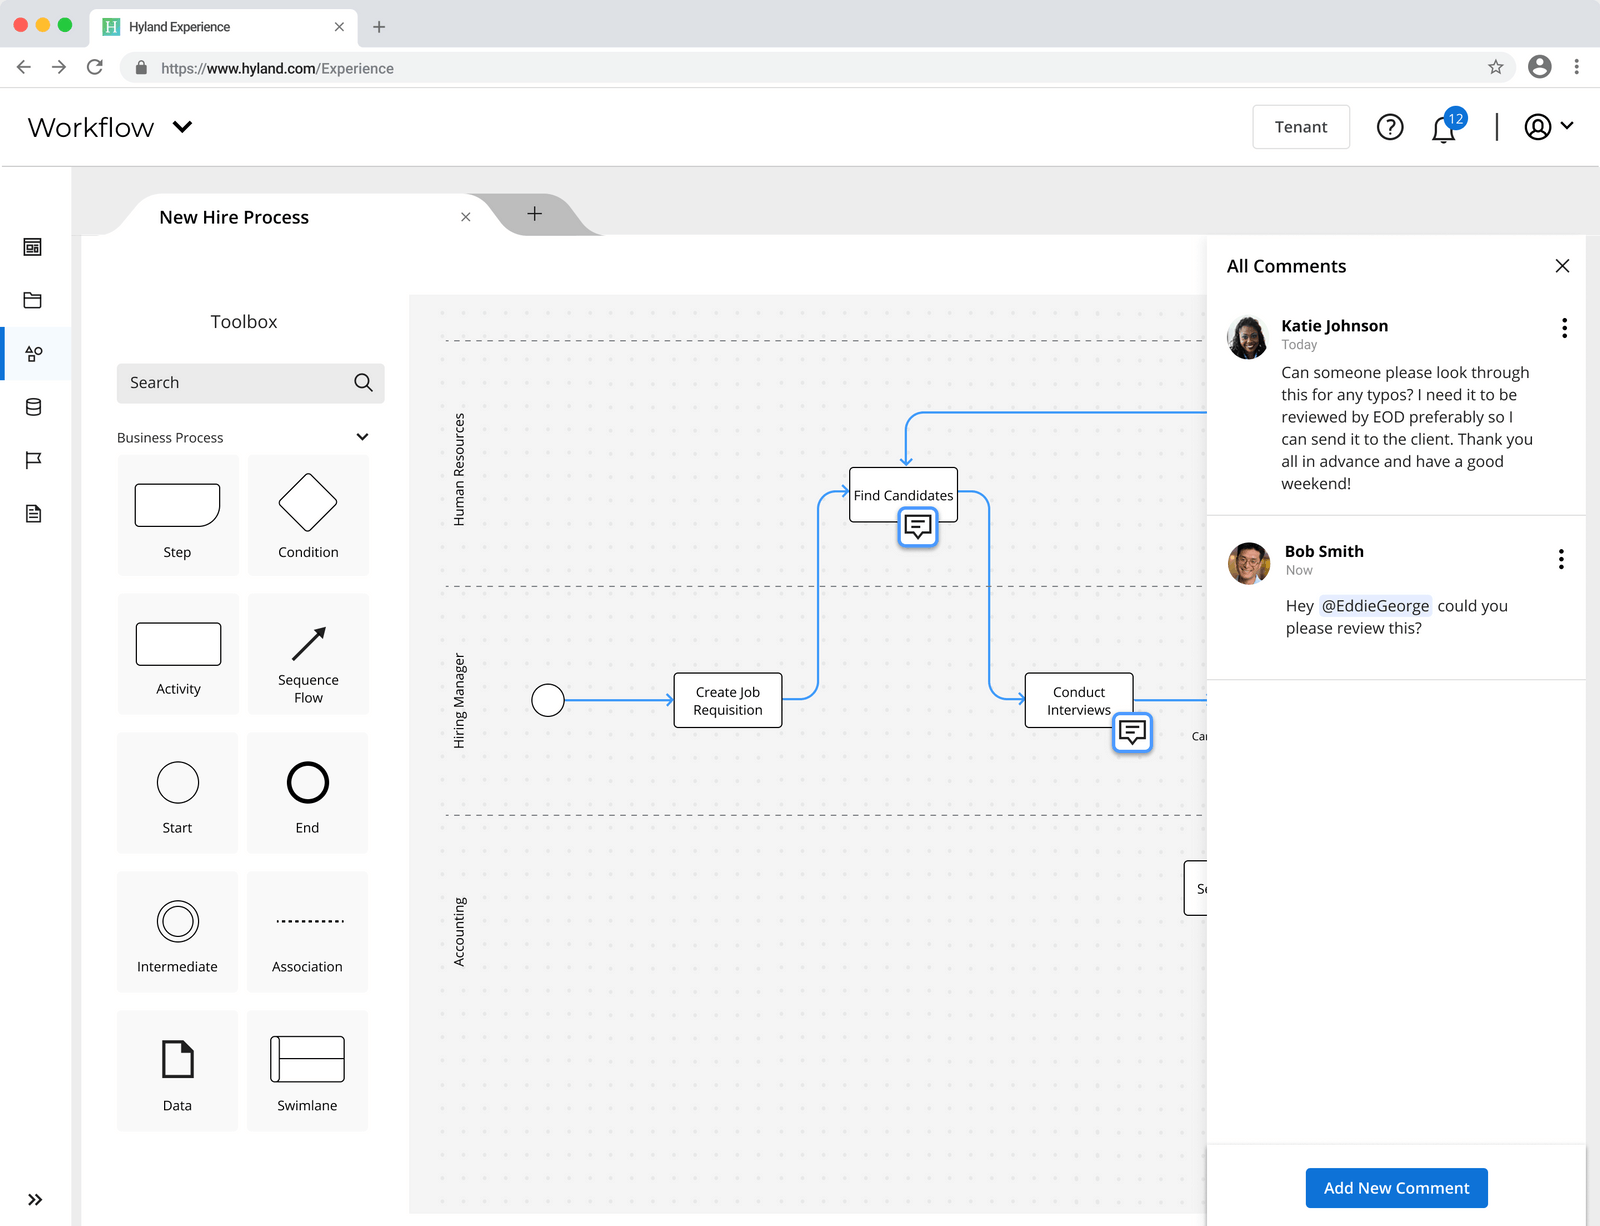 Hyland Experience
https://www.hyland.com/Experience
Workflow
Tenant
12
New Hire Process
Toolbox
Search
Business Process
Step
Condition
Activity
Sequence
Flow
Start
End
Intermediate
Association
Data
Swimlane
Human Resources
Hiring Manager
Accounting
Find Candidates
Create Job
Requisition
Conduct
Interviews
All Comments
Katie Johnson
Today
Can someone please look through
this for any typos? I need it to be
reviewed by EOD preferably so I
can send it to the client. Thank you
all in advance and have a good
weekend!
Bob Smith
Now
Hey @EddieGeorge could you
please review this?
Add New Comment